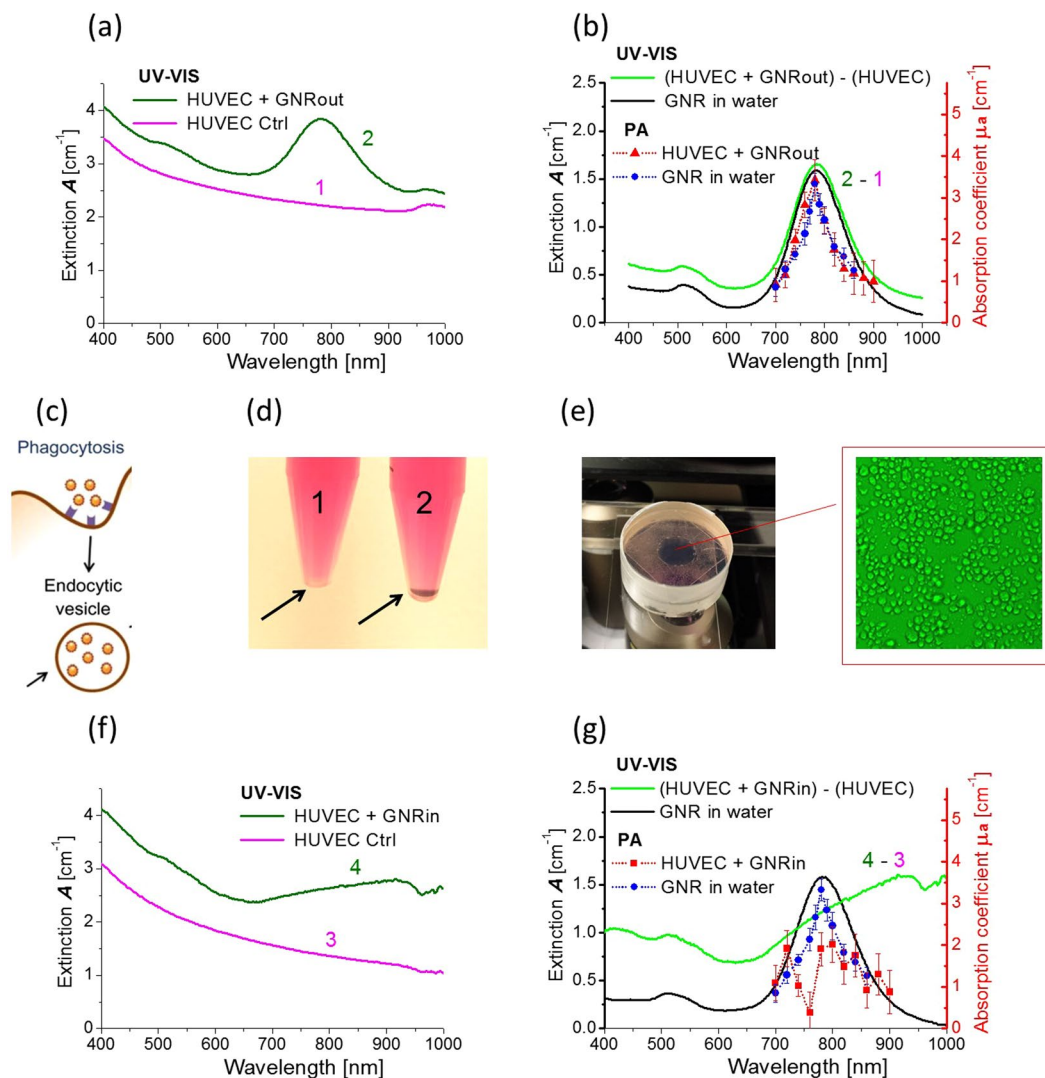 (a)
UV-VIS
HUVEC + GNRout
HUVEC Ctrl
2
1
Extinction A [cm⁻¹]
4
3
2
1
0
400 500 600 700 800 900 1000
Wavelength [nm]
(b)
UV-VIS
(HUVEC + GNRout) - (HUVEC)
GNR in water
PA
HUVEC + GNRout
GNR in water
2 - 1
Extinction A [cm⁻¹]
2.5
2.0
1.5
1.0
0.5
0.0
400 500 600 700 800 900 1000
Wavelength [nm]
5
4
3
2
1
0
Absorption coefficient μa [cm⁻¹]
(c)
Phagocytosis
Endocytic
vesicle
(d)
1 2
(e)
(f)
UV-VIS
HUVEC + GNRin
HUVEC Ctrl
4
3
Extinction A [cm⁻¹]
4
3
2
1
0
400 500 600 700 800 900 1000
Wavelength [nm]
(g)
UV-VIS
(HUVEC + GNRin) - (HUVEC)
GNR in water
PA
HUVEC + GNRin
GNR in water
4 - 3
Extinction A [cm⁻¹]
2.5
2.0
1.5
1.0
0.5
0.0
400 500 600 700 800 900 1000
Wavelength [nm]
5
4
3
2
1
0
Absorption coefficient μa [cm⁻¹]